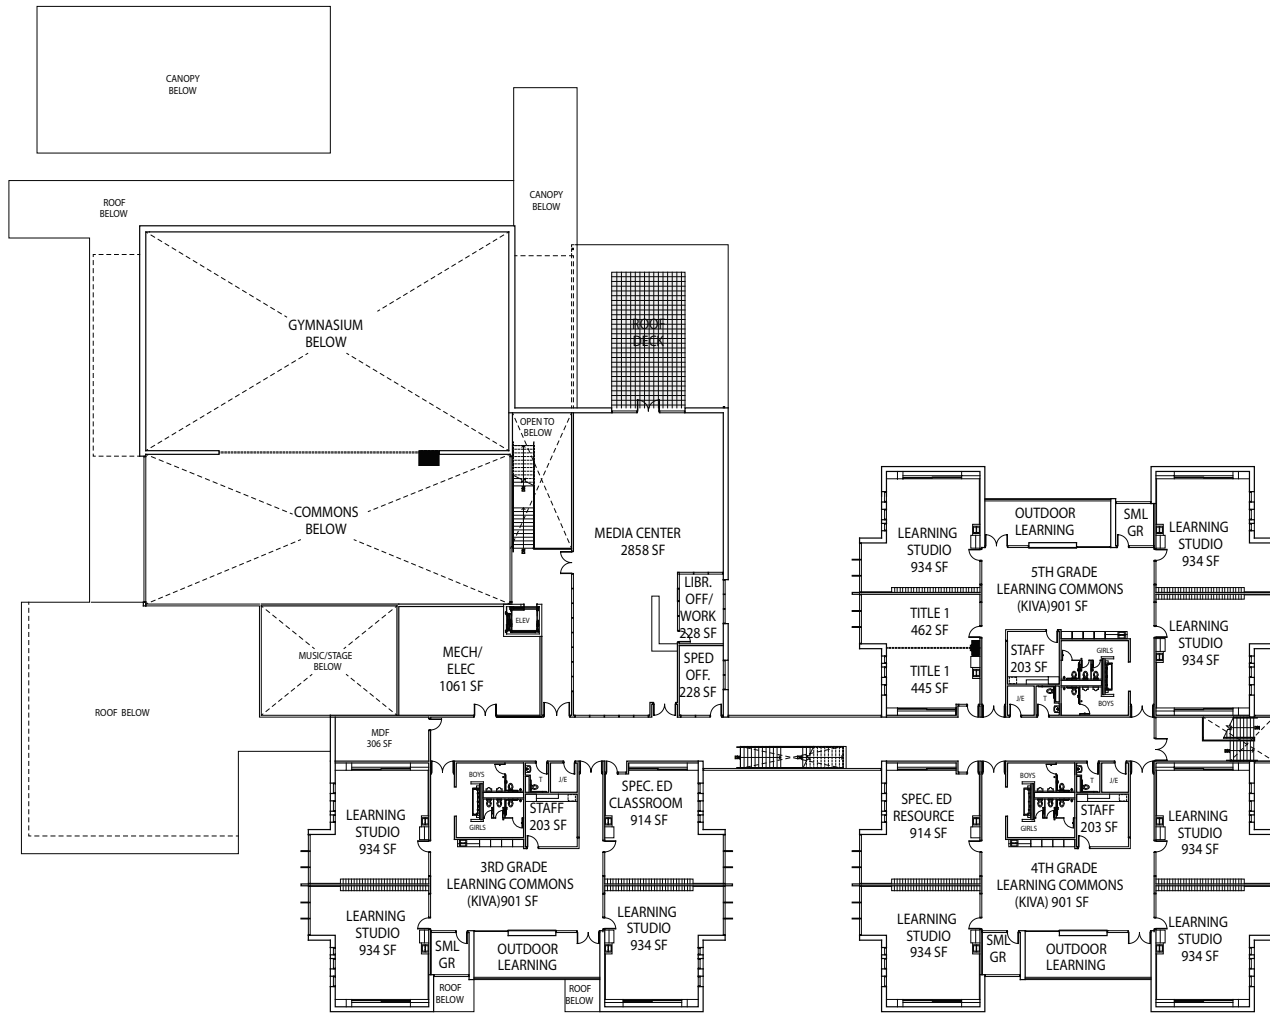 CANOPY
BELOW
ROOF
BELOW
CANOPY
BELOW
GYMNASIUM
BELOW
ROOF
DECK
OPEN TO
BELOW
COMMONS
BELOW
MEDIA CENTER
2858 SF
LIBR.
OFF/
WORK
228 SF
SPED
OFF.
228 SF
ELEV
MECH/
ELEC
1061 SF
MUSIC/STAGE
BELOW
ROOF BELOW
MDF
306 SF
LEARNING
STUDIO
934 SF
OUTDOOR
LEARNING
SML
GR
LEARNING
STUDIO
934 SF
5TH GRADE
LEARNING COMMONS
(KIVA)901 SF
TITLE 1
462 SF
TITLE 1
445 SF
STAFF
203 SF
GIRLS
BOYS
J/E
T
LEARNING
STUDIO
934 SF
LEARNING
STUDIO
934 SF
BOYS
GIRLS
T
J/E
STAFF
203 SF
SPEC. ED
CLASSROOM
914 SF
3RD GRADE
LEARNING COMMONS
(KIVA)901 SF
LEARNING
STUDIO
934 SF
SML
GR
OUTDOOR
LEARNING
LEARNING
STUDIO
934 SF
ROOF
BELOW
ROOF
BELOW
SPEC. ED
RESOURCE
914 SF
BOYS
GIRLS
T
J/E
STAFF
203 SF
LEARNING
STUDIO
934 SF
4TH GRADE
LEARNING COMMONS
(KIVA) 901 SF
LEARNING
STUDIO
934 SF
SML
GR
OUTDOOR
LEARNING
LEARNING
STUDIO
934 SF